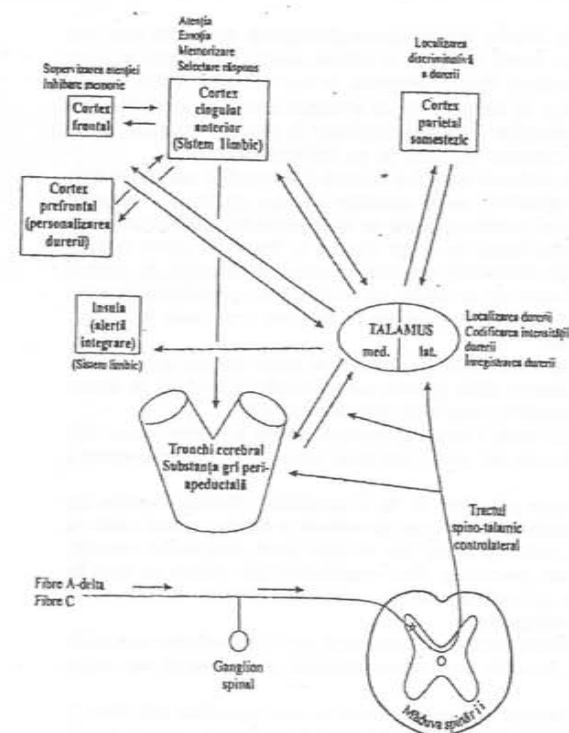 Atenția
Emoția
Memorizare
Selectare răspuns
Supervizarea atenției
Inhibare memorie
Cortex
frontal
Cortex
cingulat
anterior
(Sistem limbic)
Localizarea
discriminativă
a durerii
Cortex
parietal
somestezic
Cortex
prefrontal
(personalizarea
durerii)
Insula
(alertă
integrare)
(Sistem limbic)
TALAMUS
med. lat.
Localizarea durerii
Codificarea intensității
durerii
Înregistrarea durerii
Trunchi cerebral
Substanța gri peri-
apeductală
Tractul
spino-talamic
controlateral
Fibre A-delta
Fibre C
Ganglion
spinal
Măduva spinării